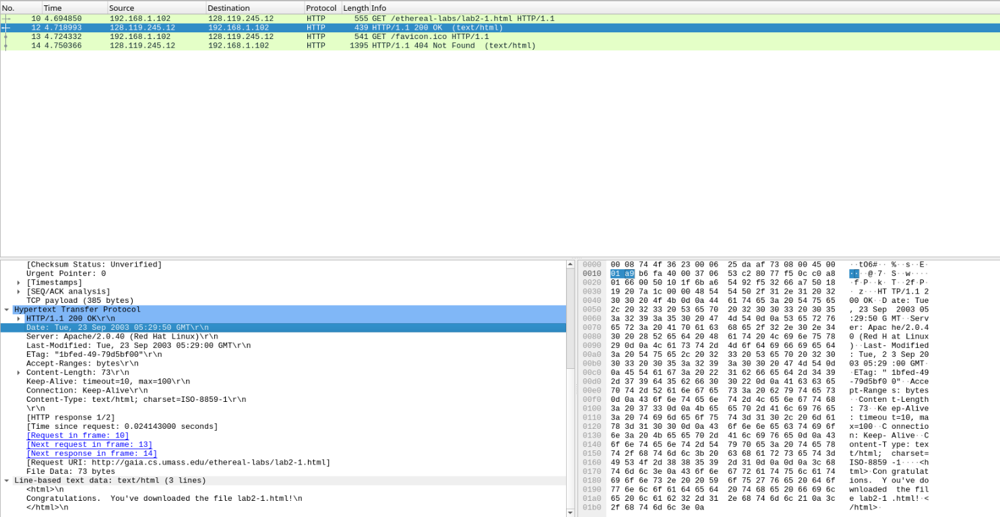 No. Time Source Destination Protocol Length Info
10 4.694850 192.168.1.102 128.119.245.12 HTTP 555 GET /ethereal-labs/lab2-1.html HTTP/1.1
12 4.718993 128.119.245.12 192.168.1.102 HTTP 439 HTTP/1.1 200 OK (text/html)
13 4.724332 192.168.1.102 128.119.245.12 HTTP 541 GET /favicon.ico HTTP/1.1
14 4.750366 128.119.245.12 192.168.1.102 HTTP 1395 HTTP/1.1 404 Not Found (text/html)
[Checksum Status: Unverified]
Urgent Pointer: 0
[Timestamps]
[SEQ/ACK analysis]
TCP payload (385 bytes)
Hypertext Transfer Protocol
HTTP/1.1 200 OK\r\n
Date: Tue, 23 Sep 2003 05:29:50 GMT\r\n
Server: Apache/2.0.40 (Red Hat Linux)\r\n
Last-Modified: Tue, 23 Sep 2003 05:29:00 GMT\r\n
ETag: "1bfed-49-79d5bf00"\r\n
Accept-Ranges: bytes\r\n
Content-Length: 73\r\n
Keep-Alive: timeout=10, max=100\r\n
Connection: Keep-Alive\r\n
Content-Type: text/html; charset=ISO-8859-1\r\n
\r\n
[HTTP response 1/2]
[Time since request: 0.024143000 seconds]
[Request in frame: 10]
[Next request in frame: 13]
[Next response in frame: 14]
[Request URI: http://gaia.cs.umass.edu/ethereal-labs/lab2-1.html]
File Data: 73 bytes
Line-based text data: text/html (3 lines)
<html>\n
Congratulations.  You've downloaded the file lab2-1.html!\n
</html>\n
0000 00 08 74 4f 36 23 00 06 25 da af 73 08 00 45 00 ··tO6#·· %··s··E·
0010 01 a9 b6 fa 40 00 37 06 53 c2 80 77 f5 0c c0 a8 ····@·7· S··w····
0020 01 66 00 50 10 1f 6b a6 54 92 f5 32 66 a7 50 18 ·f·P··k· T··2f·P·
0030 19 20 7a 1c 00 00 48 54 54 50 2f 31 2e 31 20 32 · z···HT TP/1.1 2
0040 30 30 20 4f 4b 0d 0a 44 61 74 65 3a 20 54 75 65 00 OK··D ate: Tue
0050 2c 20 32 33 20 53 65 70 20 32 30 30 33 20 30 35 , 23 Sep  2003 05
0060 3a 32 39 3a 35 30 20 47 4d 54 0d 0a 53 65 72 76 :29:50 G MT··Serv
0070 65 72 3a 20 41 70 61 63 68 65 2f 32 2e 30 2e 34 er: Apac he/2.0.4
0080 30 20 28 52 65 64 20 48 61 74 20 4c 69 6e 75 78 0 (Red H at Linux
0090 29 0d 0a 4c 61 73 74 2d 4d 6f 64 69 66 69 65 64 )··Last- Modified
00a0 3a 20 54 75 65 2c 20 32 33 20 53 65 70 20 32 30 : Tue, 2 3 Sep 20
00b0 30 33 20 30 35 3a 32 39 3a 30 30 20 47 4d 54 0d 03 05:29 :00 GMT·
00c0 0a 45 54 61 67 3a 20 22 31 62 66 65 64 2d 34 39 ·ETag: " 1bfed-49
00d0 2d 37 39 64 35 62 66 30 30 22 0d 0a 41 63 63 65 -79d5bf0 0"··Acce
00e0 70 74 2d 52 61 6e 67 65 73 3a 20 62 79 74 65 73 pt-Range s: bytes
00f0 0d 0a 43 6f 6e 74 65 6e 74 2d 4c 65 6e 67 74 68 ··Conten t-Length
0100 3a 20 37 33 0d 0a 4b 65 65 70 2d 41 6c 69 76 65 : 73··Ke ep-Alive
0110 3a 20 74 69 6d 65 6f 75 74 3d 31 30 2c 20 6d 61 : timeou t=10, ma
0120 78 3d 31 30 30 0d 0a 43 6f 6e 6e 65 63 74 69 6f x=100··C onnectio
0130 6e 3a 20 4b 65 65 70 2d 41 6c 69 76 65 0d 0a 43 n: Keep- Alive··C
0140 6f 6e 74 65 6e 74 2d 54 79 70 65 3a 20 74 65 78 ontent-T ype: tex
0150 74 2f 68 74 6d 6c 3b 20 63 68 61 72 73 65 74 3d t/html;  charset=
0160 49 53 4f 2d 38 38 35 39 2d 31 0d 0a 0d 0a 3c 68 ISO-8859 -1····<h
0170 74 6d 6c 3e 0a 43 6f 6e 67 72 61 74 75 6c 61 74 tml>·Con gratulat
0180 69 6f 6e 73 2e 20 20 59 6f 75 27 76 65 20 64 6f ions.  Y ou've do
0190 77 6e 6c 6f 61 64 65 64 20 74 68 65 20 66 69 6c wnloaded  the fil
01a0 65 20 6c 61 62 32 2d 31 2e 68 74 6d 6c 21 0a 3c e lab2-1 .html!·<
01b0 2f 68 74 6d 6c 3e 0a /html>·